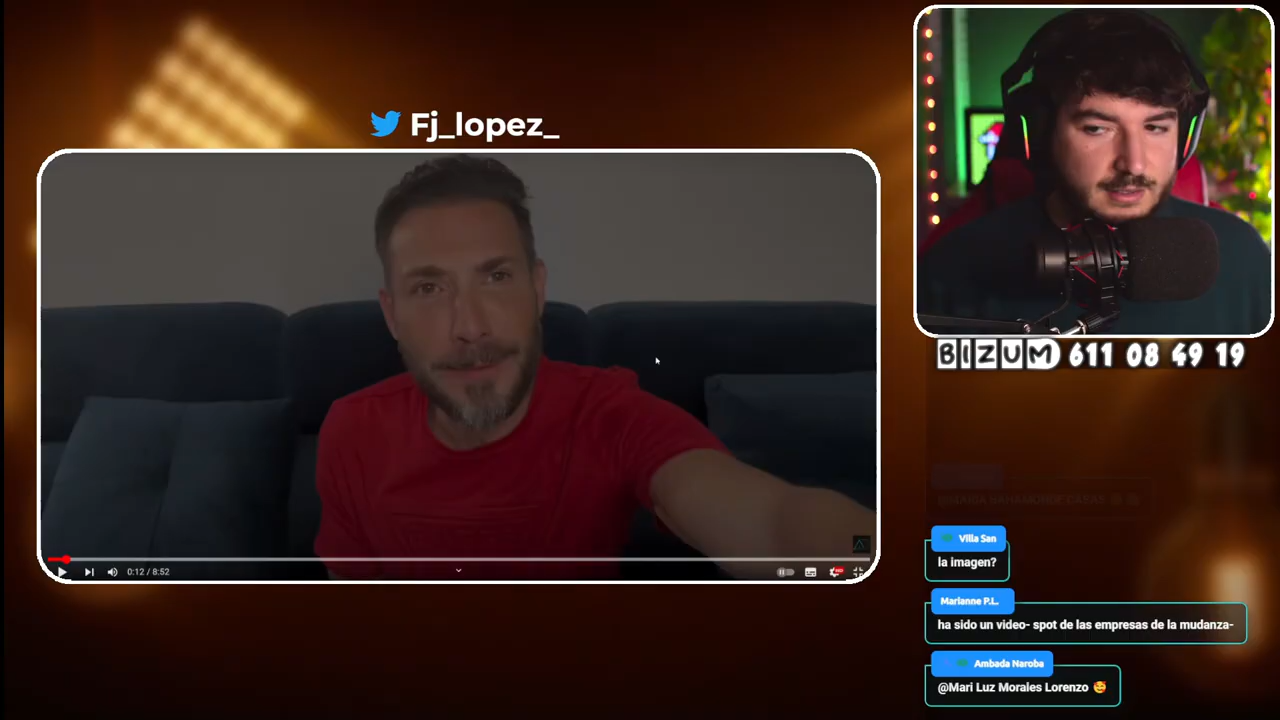 Fj_lopez_
0:12 / 8:52
BIZUM 611 08 49 19
Villa San
la imagen?
Marianne P.L.
ha sido un video- spot de las empresas de la mudanza-
Ambada Naroba
@Mari Luz Morales Lorenzo 🥰